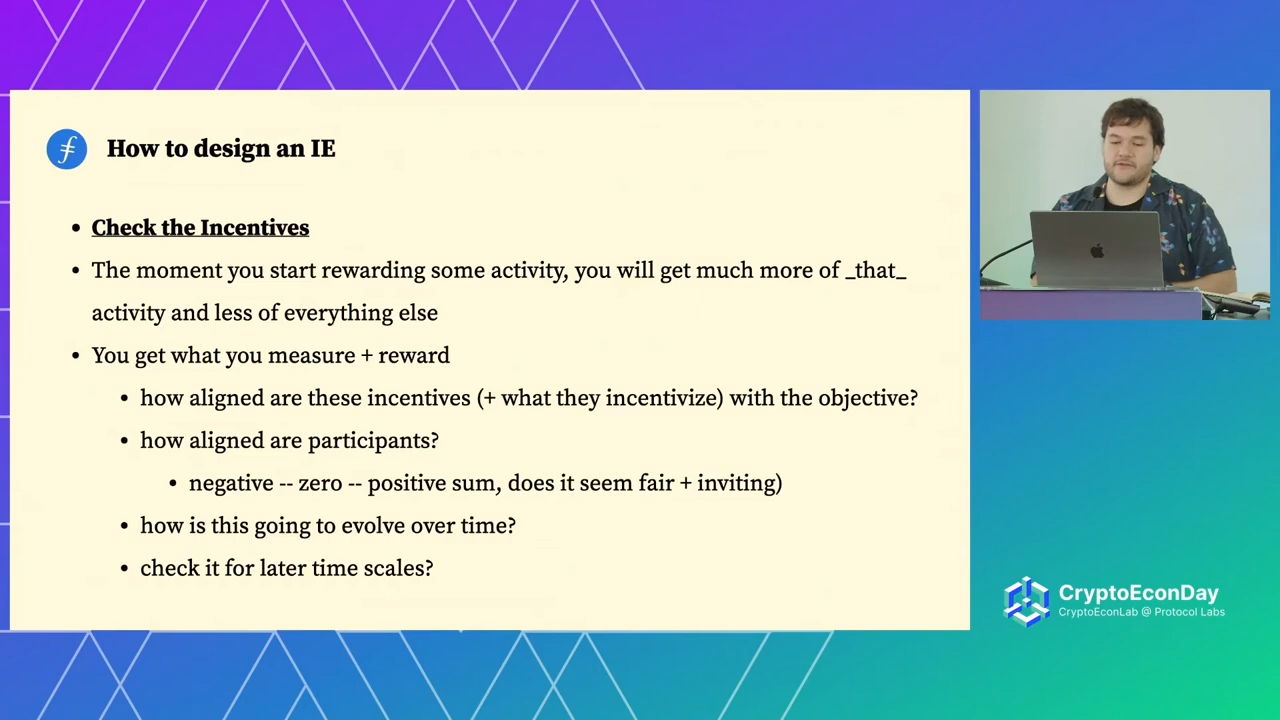 How to design an IE
• Check the Incentives
• The moment you start rewarding some activity, you will get much more of _that_
activity and less of everything else
• You get what you measure + reward
• how aligned are these incentives (+ what they incentivize) with the objective?
• how aligned are participants?
• negative -- zero -- positive sum, does it seem fair + inviting)
• how is this going to evolve over time?
• check it for later time scales?
CryptoEconDay
CryptoEconLab @ Protocol Labs